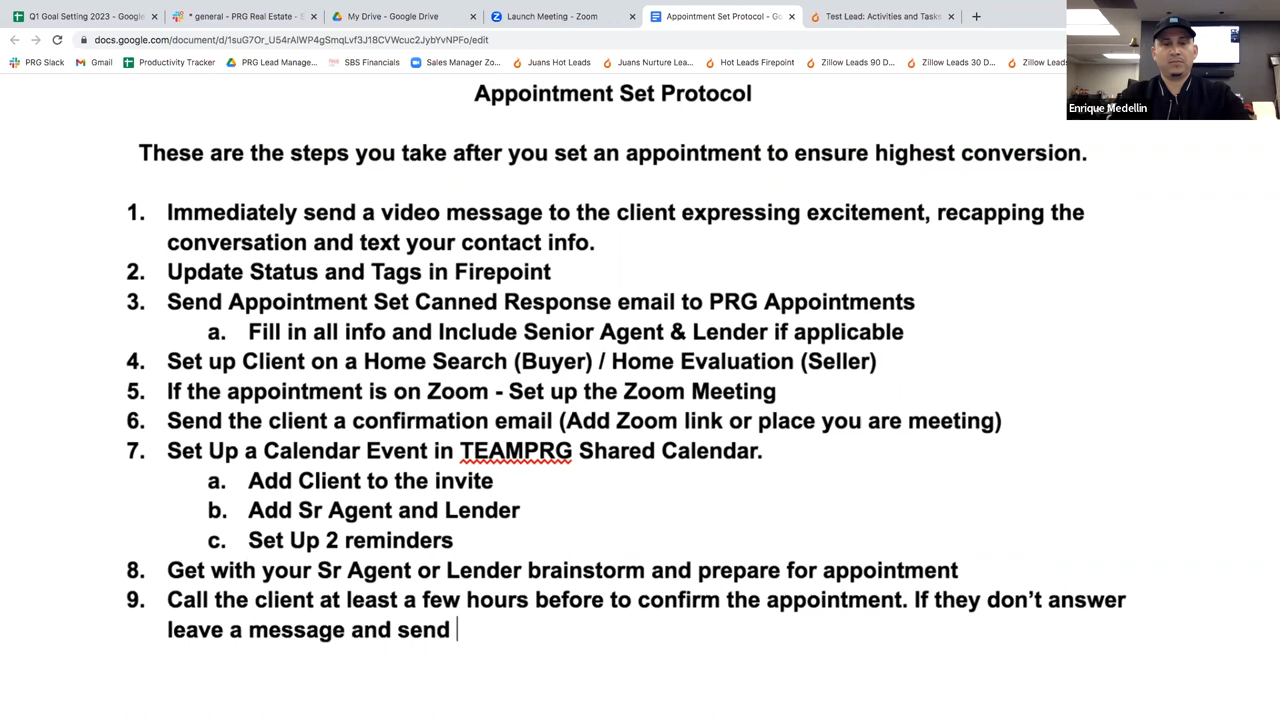 Q1 Goal Setting 2023 - Google
* general - PRG Real Estate - S
My Drive - Google Drive
Launch Meeting - Zoom
Appointment Set Protocol - Go
Test Lead: Activities and Tasks
docs.google.com/document/d/1suG7Or_U54rAlWP4gSmqLvf3J18CVWcuc2JybYvNPFo/edit
PRG Slack
Gmail
Productivity Tracker
PRG Lead Manage...
SBS Financials
Sales Manager Zo...
Juans Hot Leads
Juans Nurture Lea...
Hot Leads Firepoint
Zillow Leads 90 D...
Zillow Leads 30 D...
Zillow Leads
Enrique Medellin
Appointment Set Protocol
These are the steps you take after you set an appointment to ensure highest conversion.
1. Immediately send a video message to the client expressing excitement, recapping the
conversation and text your contact info.
2. Update Status and Tags in Firepoint
3. Send Appointment Set Canned Response email to PRG Appointments
a. Fill in all info and Include Senior Agent & Lender if applicable
4. Set up Client on a Home Search (Buyer) / Home Evaluation (Seller)
5. If the appointment is on Zoom - Set up the Zoom Meeting
6. Send the client a confirmation email (Add Zoom link or place you are meeting)
7. Set Up a Calendar Event in TEAMPRG Shared Calendar.
a. Add Client to the invite
b. Add Sr Agent and Lender
c. Set Up 2 reminders
8. Get with your Sr Agent or Lender brainstorm and prepare for appointment
9. Call the client at least a few hours before to confirm the appointment. If they don’t answer
leave a message and send